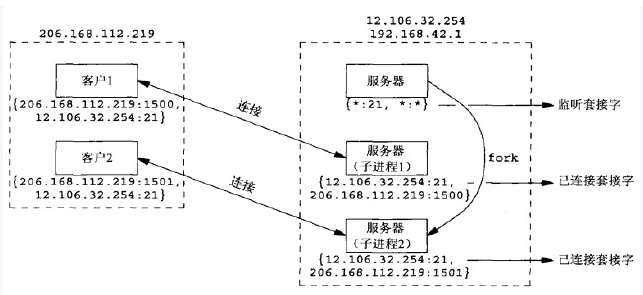 206.168.112.219
12.106.32.254
192.168.42.1
客户1
{206.168.112.219:1500,
12.106.32.254:21}
客户2
{206.168.112.219:1501,
12.106.32.254:21}
连接
连接
服务器
{*:21, *:*}
监听套接字
fork
服务器
(子进程1)
{12.106.32.254:21,
206.168.112.219:1500}
已连接套接字
服务器
(子进程2)
{12.106.32.254:21,
206.168.112.219:1501}
已连接套接字